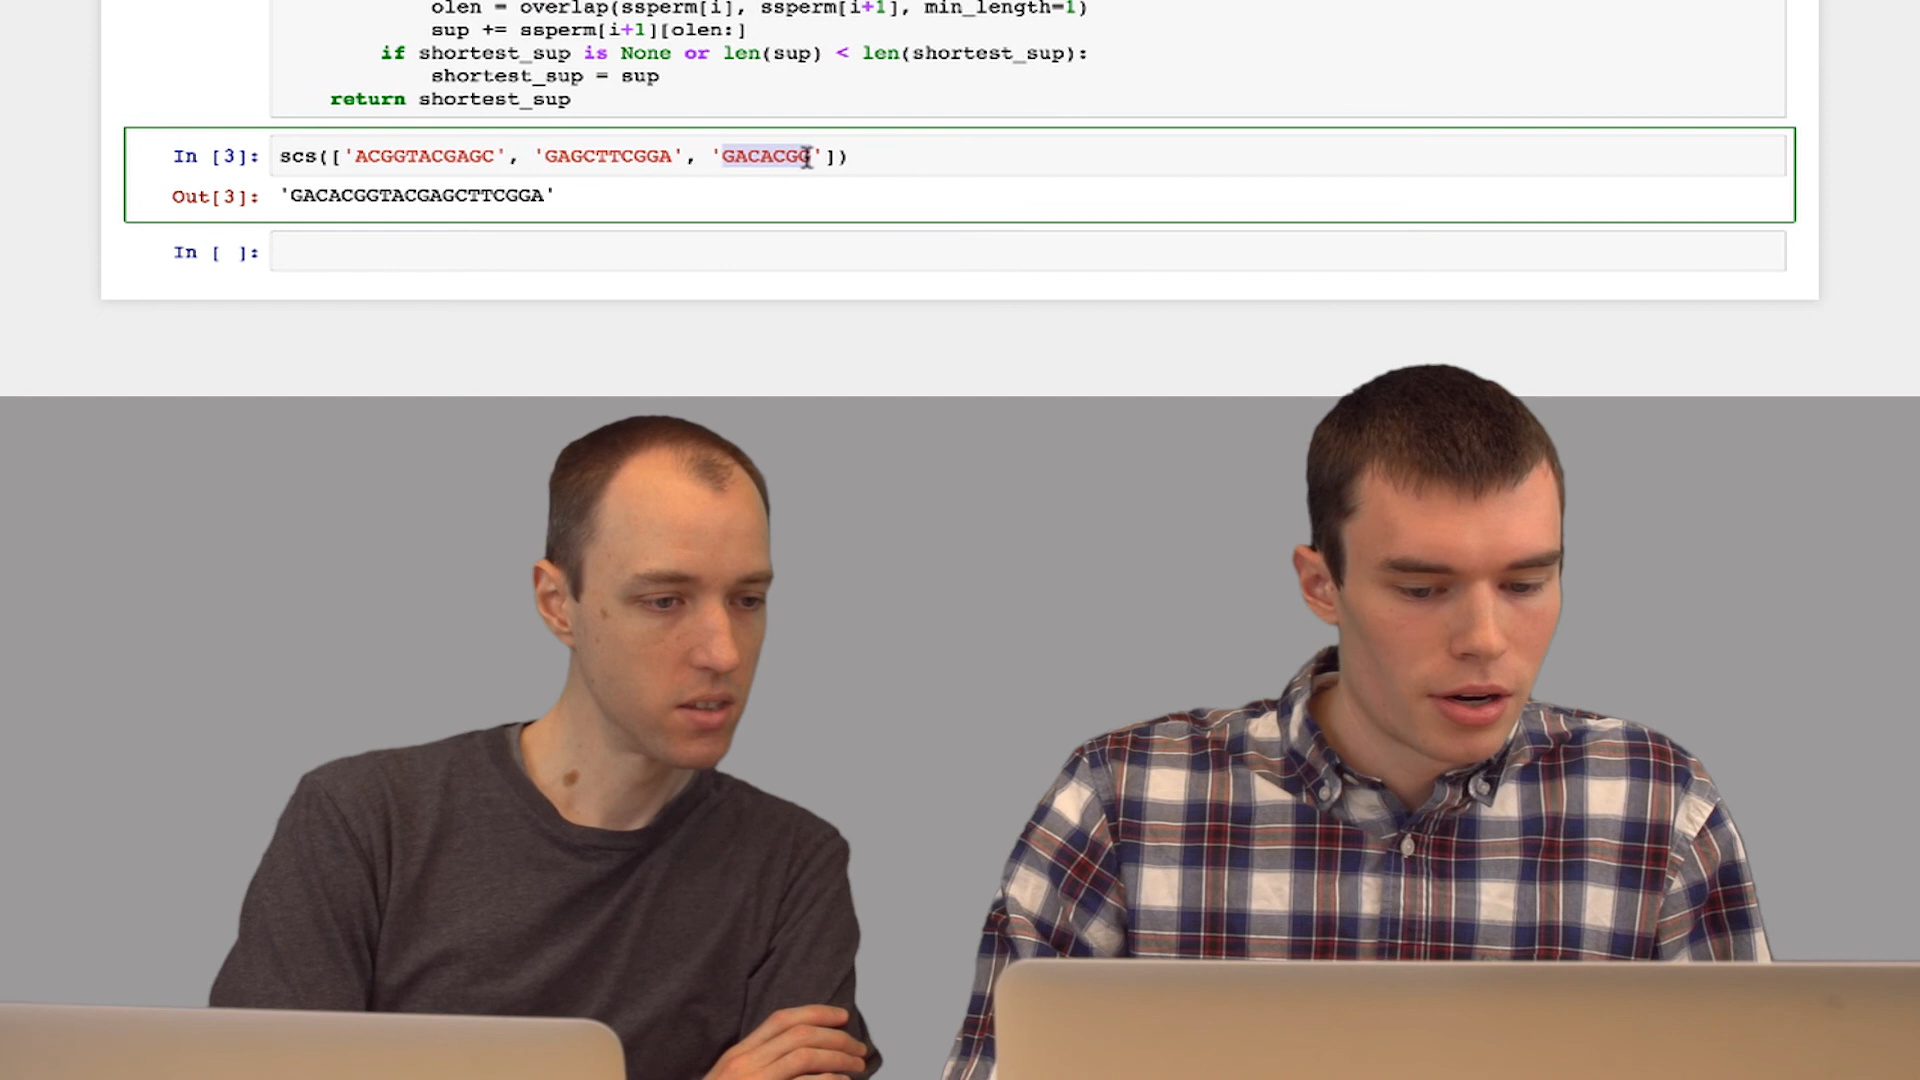 olen = overlap(ssperm[i], ssperm[i+1], min_length=1)
sup += ssperm[i+1][olen:]
if shortest_sup is None or len(sup) < len(shortest_sup):
shortest_sup = sup
return shortest_sup
In [3]: scs(['ACGGTACGAGC', 'GAGCTTCGGA', 'GACACGG'])
Out[3]: 'GACACGGTACGAGCTTCGGA'
In [ ]: